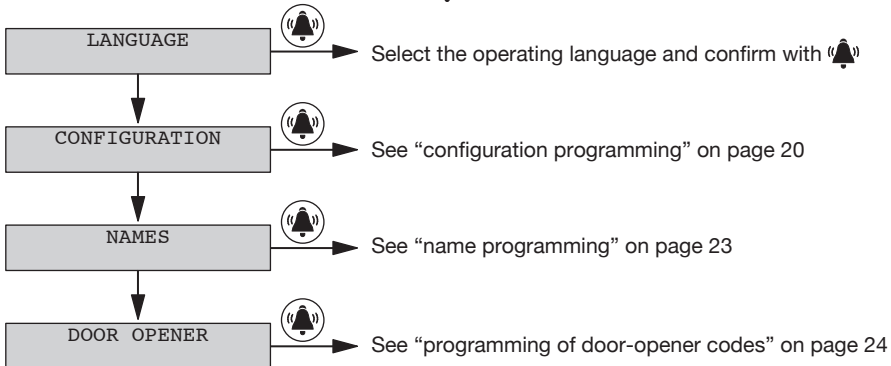 LANGUAGE
Select the operating language and confirm with
CONFIGURATION
See “configuration programming” on page 20
NAMES
See “name programming” on page 23
DOOR OPENER
See “programming of door-opener codes” on page 24